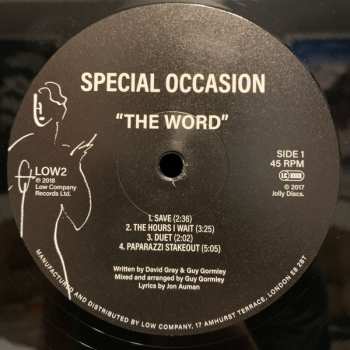 SPECIAL OCCASION
"THE WORD"
LOW2
℗ 2018
Low Company
Records Ltd.
SIDE 1
45 RPM
LC
© 2017
Jolly Discs.
1. SAVE (2:36)
2. THE HOURS I WAIT (3:25)
3. DUET (2:02)
4. PAPARAZZI STAKEOUT (5:05)
Written by David Grey & Guy Gormley
Mixed and arranged by Guy Gormley
Lyrics by Jon Auman
MANUFACTURED AND DISTRIBUTED BY LOW COMPANY, 17 AMHURST TERRACE, LONDON E8 2BT